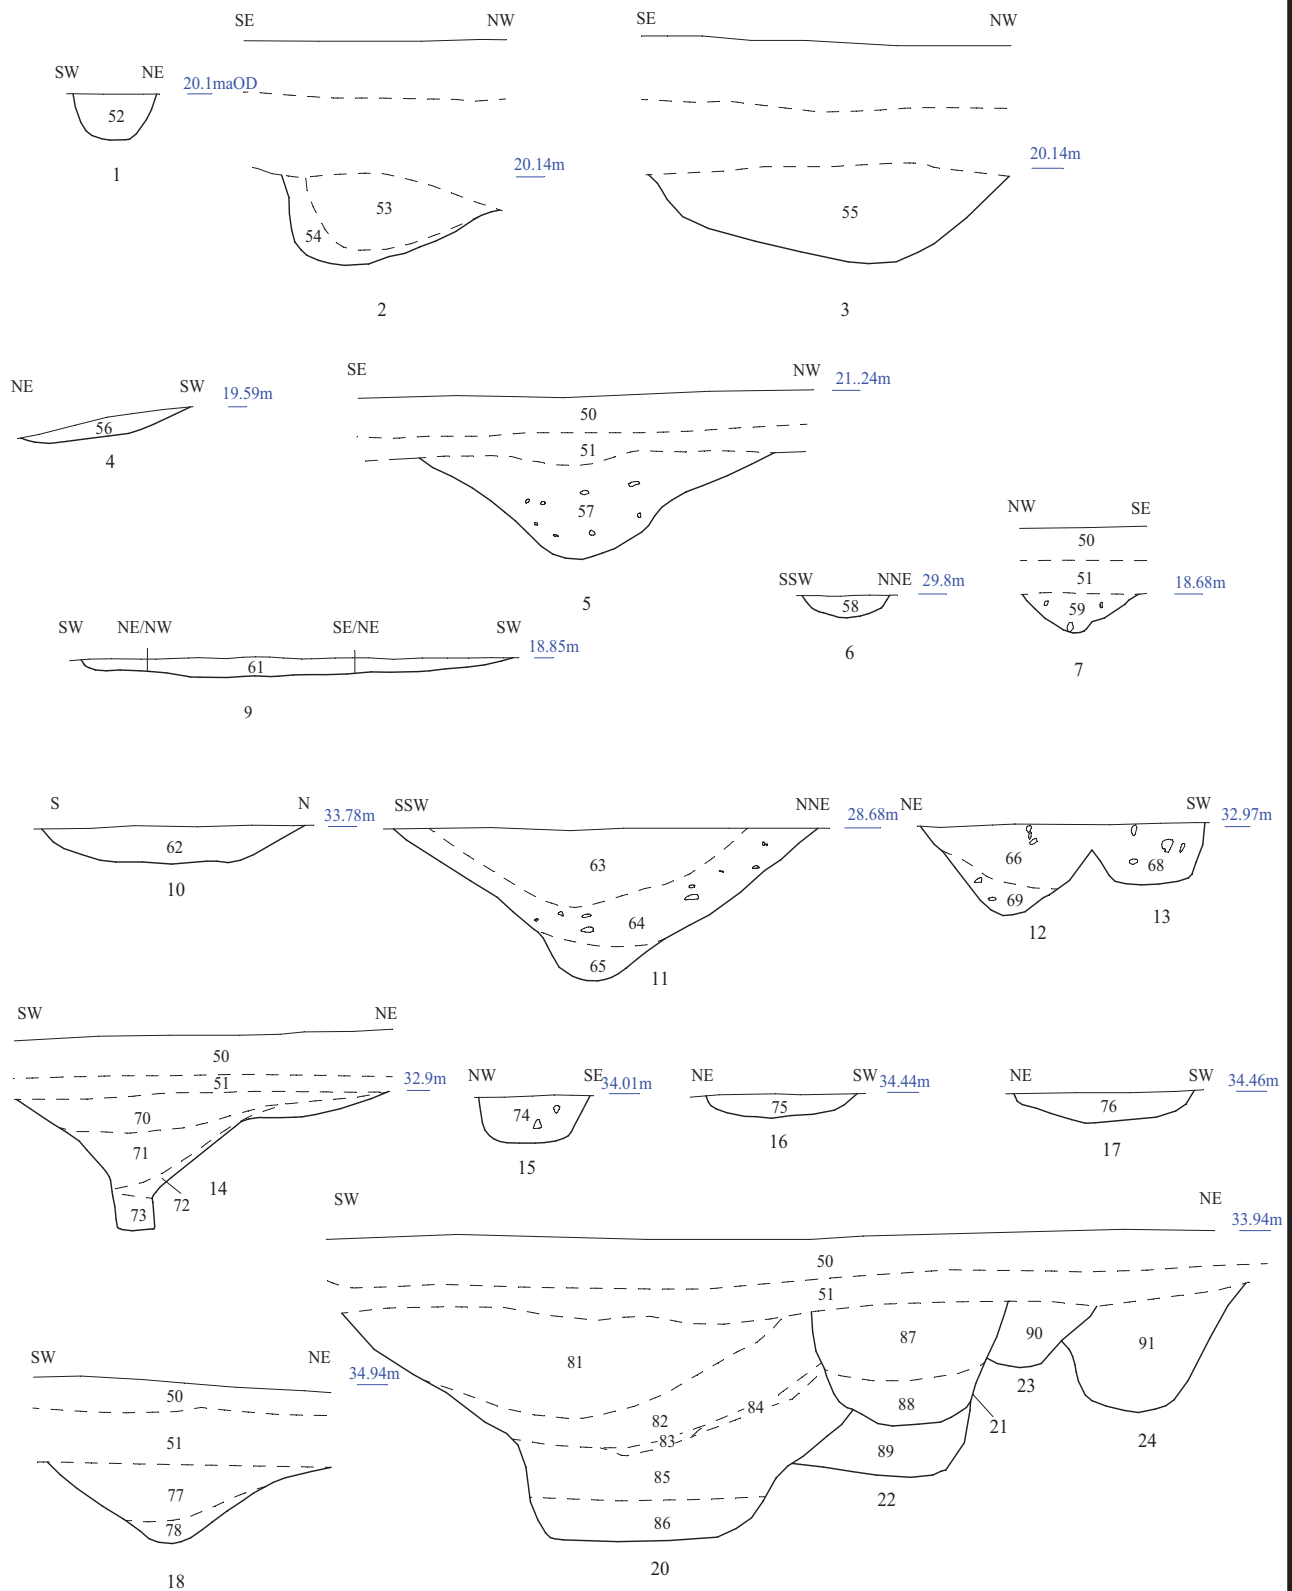 SE NW
SE NW
SW NE
20.1maOD
52
1
20.14m
53
54
2
20.14m
55
3
NE SW
19.59m
56
4
SE NW
21..24m
50
51
57
5
NW SE
50
51
18.68m
59
7
SSW NNE
29.8m
58
6
SW NE/NW SE/NE SW
18.85m
61
9
S N
33.78m
62
10
SSW NNE
28.68m
63
64
65
11
NE SW
32.97m
66
68
69
12
13
SW NE
50
51
32.9m
70
71
72
73
14
NW SE
34.01m
74
15
NE SW
34.44m
75
16
NE SW
34.46m
76
17
SW NE
33.94m
50
51
81
87
90
91
82
84
83
88
89
85
86
23
21
24
22
20
SW NE
34.94m
50
51
77
78
18